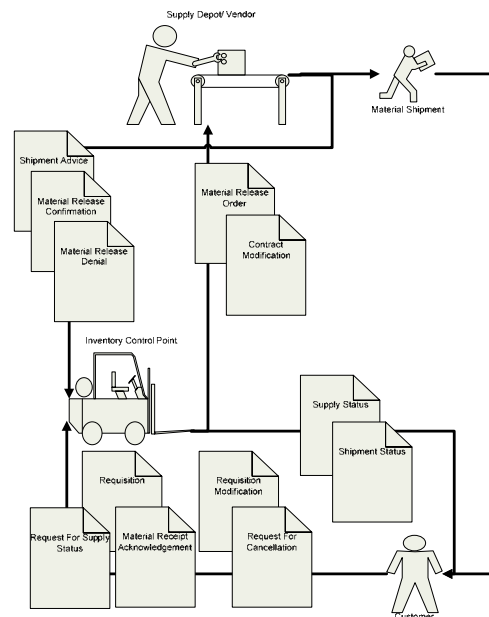 Supply Depot/ Vendor
Material Shipment
Shipment Advice
Material Release
Confirmation
Material Release
Denial
Material Release
Order
Contract
Modification
Inventory Control Point
Supply Status
Shipment Status
Requisition
Requisition
Modification
Request For Supply
Status
Material Receipt
Acknowledgement
Request For
Cancellation
Customer